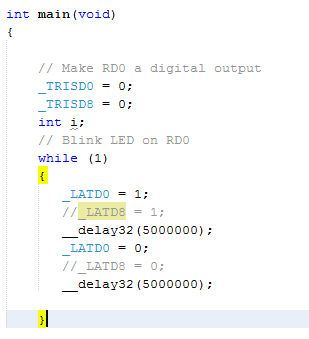 int main(void)
{
// Make RD0 a digital output
_TRISD0 = 0;
_TRISD8 = 0;
int i;
// Blink LED on RD0
while (1)
{
_LATD0 = 1;
//_LATD8 = 1;
__delay32(5000000);
_LATD0 = 0;
//_LATD8 = 0;
__delay32(5000000);
}